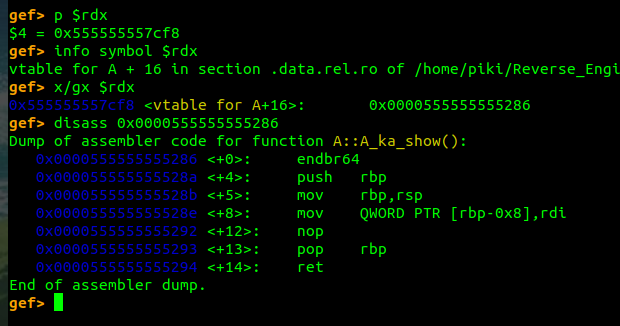 gef> p $rdx
$4 = 0x555555557cf8
gef> info symbol $rdx
vtable for A + 16 in section .data.rel.ro of /home/piki/Reverse_Engi
gef> x/gx $rdx
0x555555557cf8 <vtable for A+16>: 0x0000555555555286
gef> disass 0x0000555555555286
Dump of assembler code for function A::A_ka_show():
0x0000555555555286 <+0>: endbr64
0x000055555555528a <+4>: push rbp
0x000055555555528b <+5>: mov rbp,rsp
0x000055555555528e <+8>: mov QWORD PTR [rbp-0x8],rdi
0x0000555555555292 <+12>: nop
0x0000555555555293 <+13>: pop rbp
0x0000555555555294 <+14>: ret
End of assembler dump.
gef>